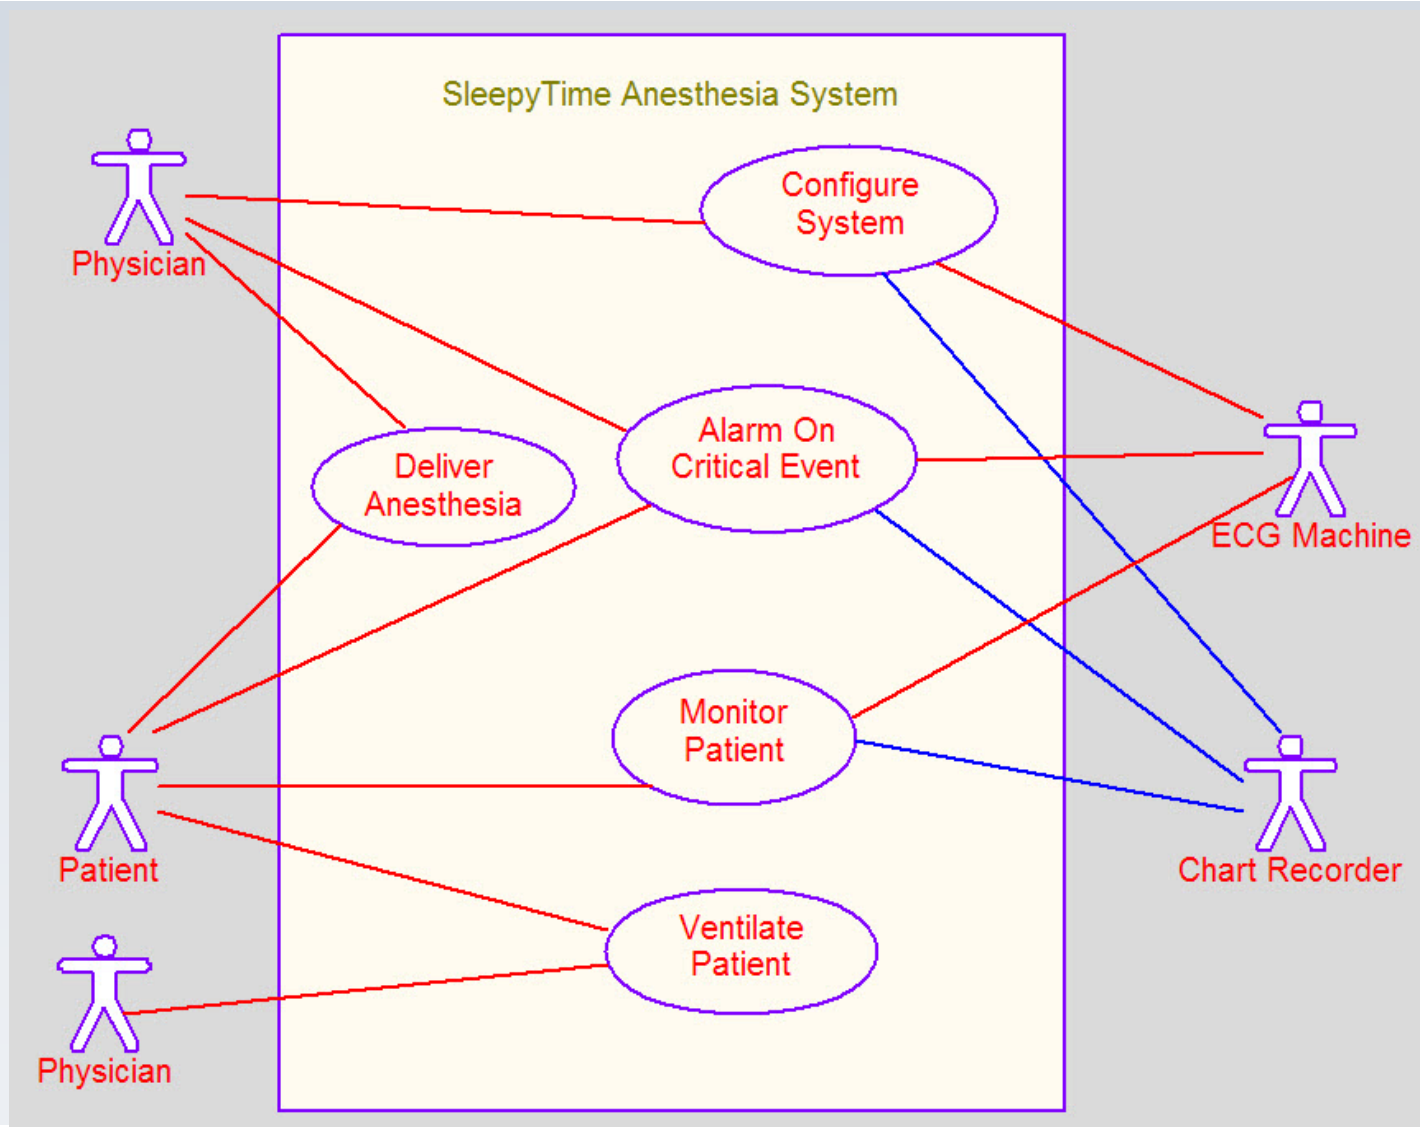 SleepyTime Anesthesia System
Configure
System
Physician
Alarm On
Critical Event
Deliver
Anesthesia
ECG Machine
Monitor
Patient
Patient
Chart Recorder
Ventilate
Patient
Physician